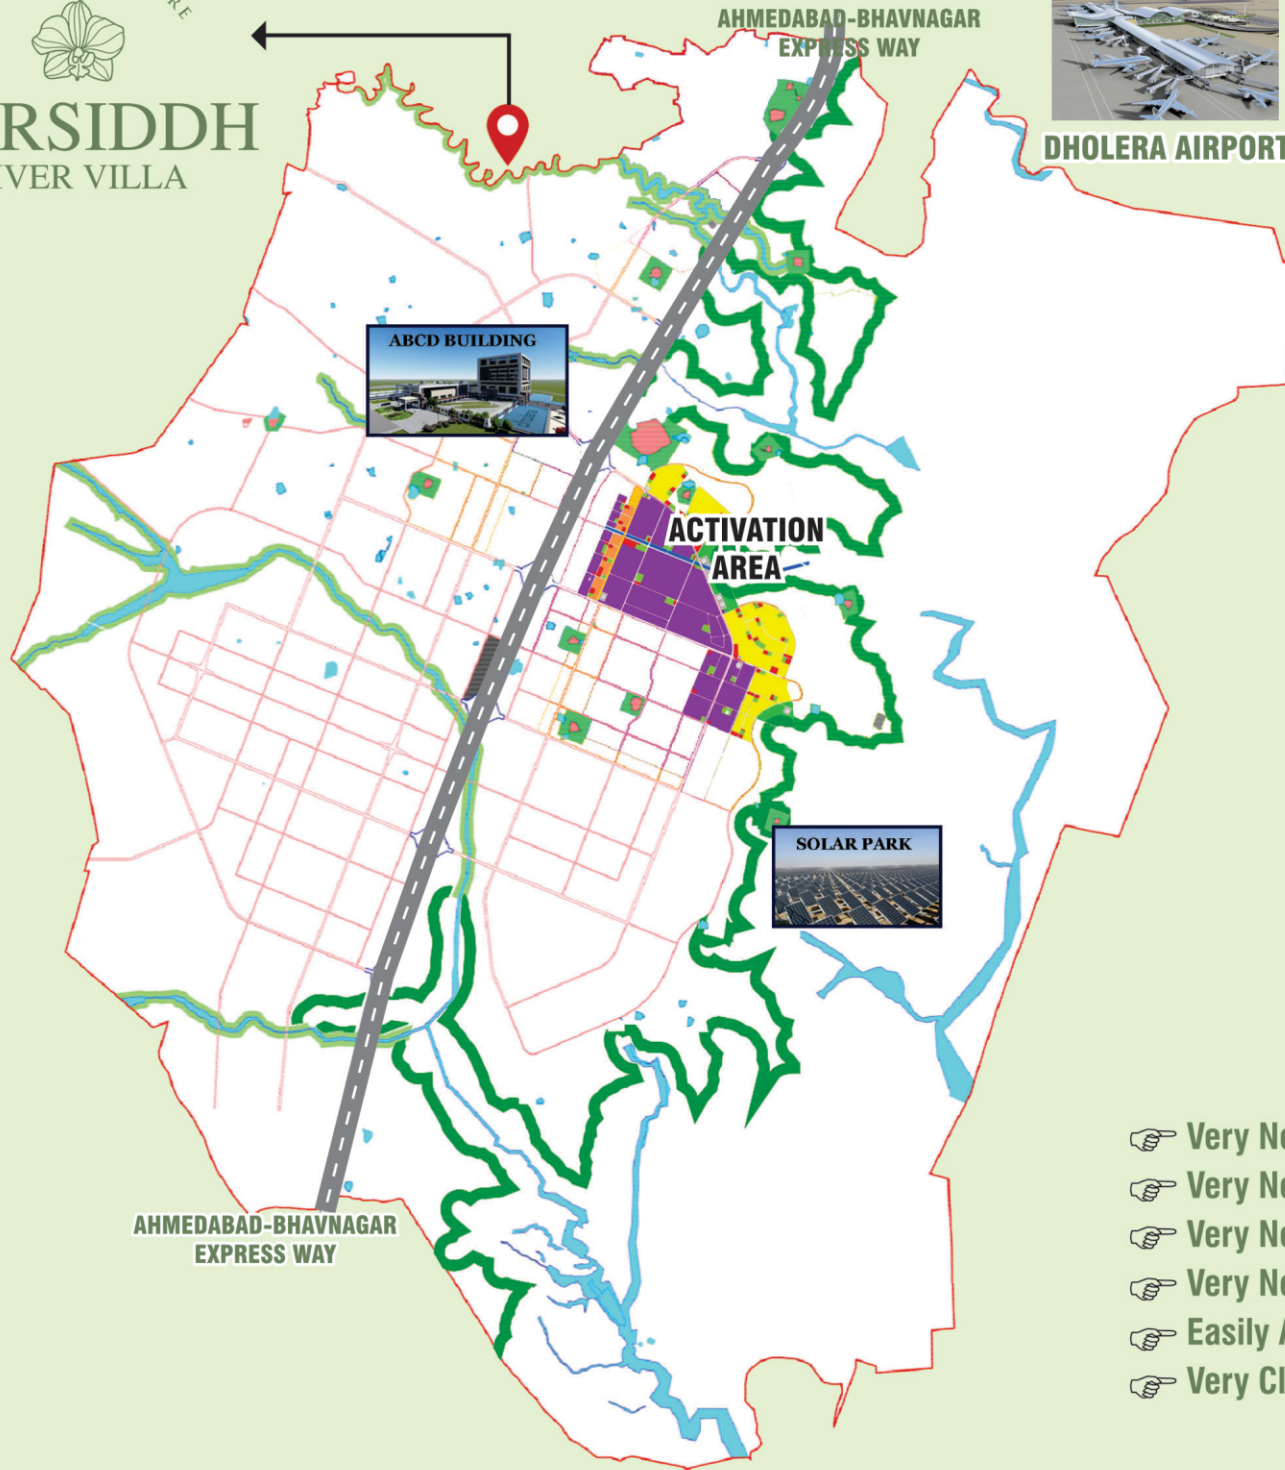 RE
RSIDDH
VER VILLA
AHMEDABAD-BHAVNAGAR
EXPRESS WAY
DHOLERA AIRPORT
ABCD BUILDING
ACTIVATION
AREA
SOLAR PARK
AHMEDABAD-BHAVNAGAR
EXPRESS WAY
Very
Very
Very
Very
Easily
Very